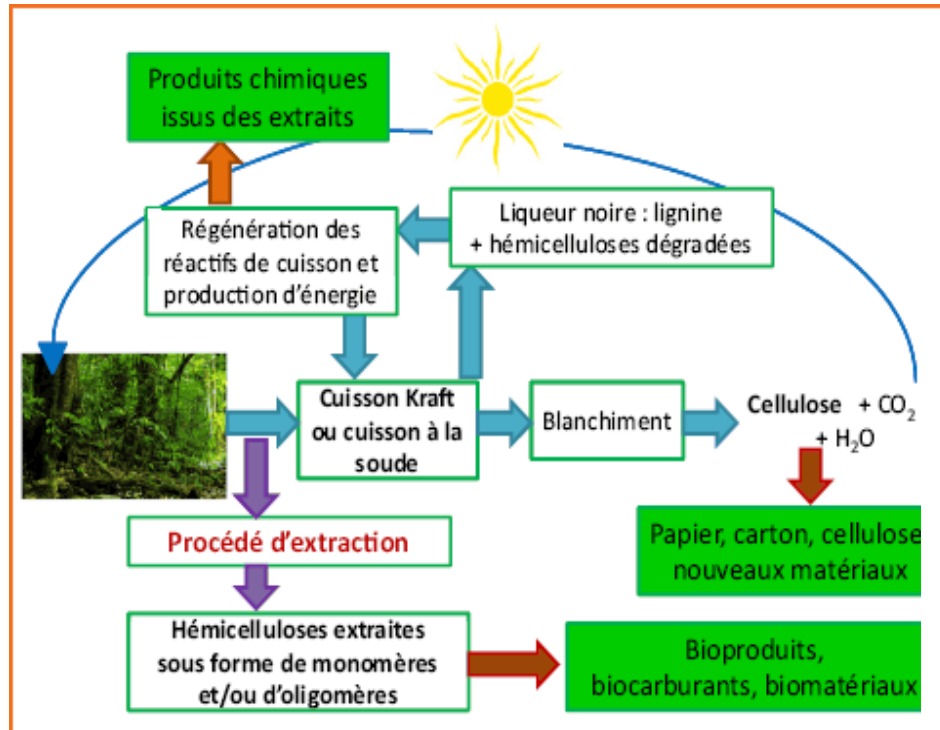 Produits chimiques
issus des extraits
Liqueur noire : lignine
+ hémicelluloses dégradées
Régénération des
réactifs de cuisson et
production d'énergie
Cuisson Kraft
ou cuisson à la
soude
Blanchiment
Cellulose + CO₂
+ H₂O
Procédé d'extraction
Papier, carton, cellulose
nouveaux matériaux
Hémicelluloses extraites
sous forme de monomères
et/ou d'oligomères
Bioproduits,
biocarburants, biomatériaux